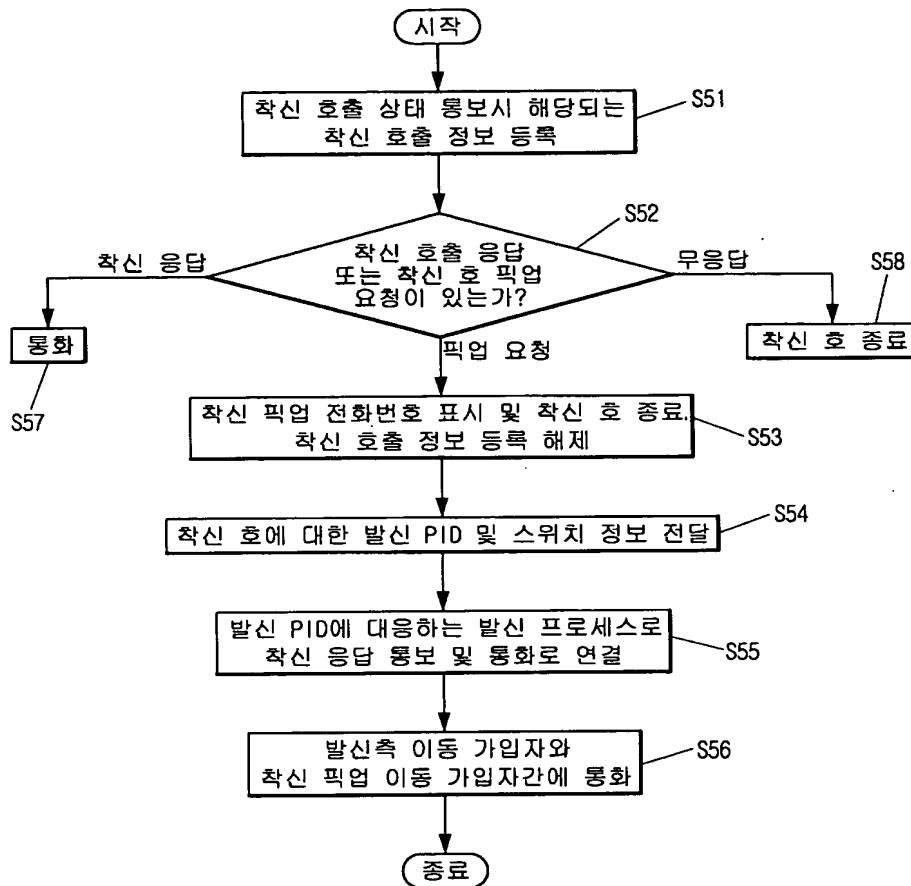 시작
착신 호출 상태 통보시 해당되는
착신 호출 정보 등록
S51
S52
착신 호출 응답
또는 착신 호 픽업
요청이 있는가?
착신 응답
무응답
S58
통화
착신 호 종료
S57
픽업 요청
착신 픽업 전화번호 표시 및 착신 호 종료.
착신 호출 정보 등록 해제
S53
착신 호에 대한 발신 PID 및 스위치 정보 전달
S54
발신 PID에 대응하는 발신 프로세스로
착신 응답 통보 및 통화로 연결
S55
발신측 이동 가입자와
착신 픽업 이동 가입자간에 통화
S56
종료